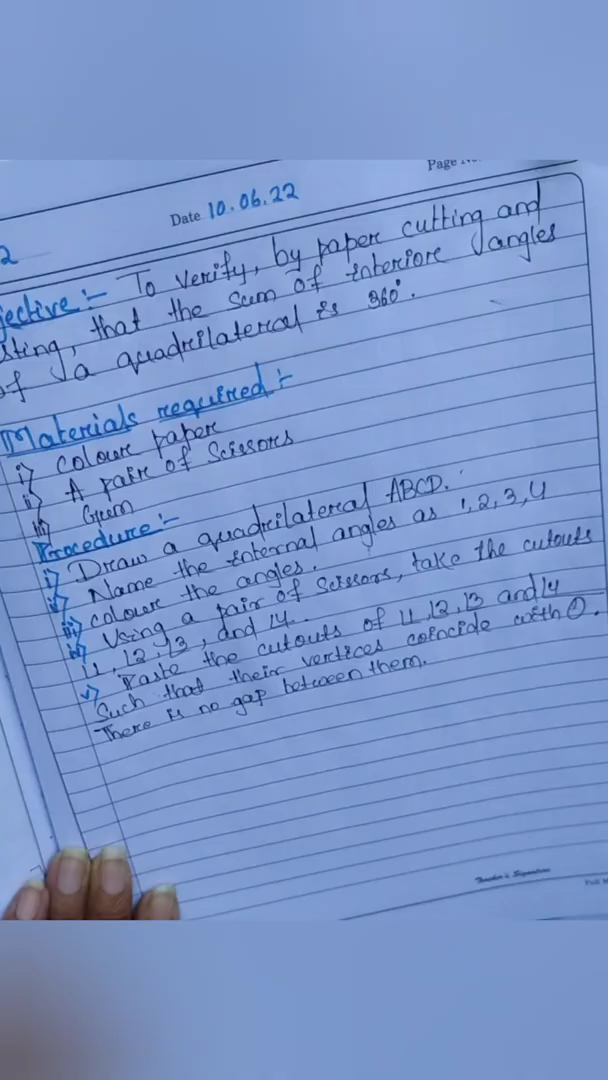 Page
Date 10.06.22
2
jective:- To verify, by paper cutting and
sting, that the sum of interiore angles
of a quadrilateral is 360°.
Materials required:-
i) Colour paper
ii) A pair of Scissors
iii) Gum
Procedure:-
i) Draw a quadrilateral ABCD.
ii) Name the internal angles as 1, 2, 3, 4
iii) colour the angles.
iv) Using a pair of Scissors, take the cutouts
∠1, ∠2, ∠3, and ∠4.
v) Paste the cutouts of ∠1, ∠2, ∠3 and ∠4
Such that their vertices coincide with O.
There is no gap between them.
Teacher's Signature